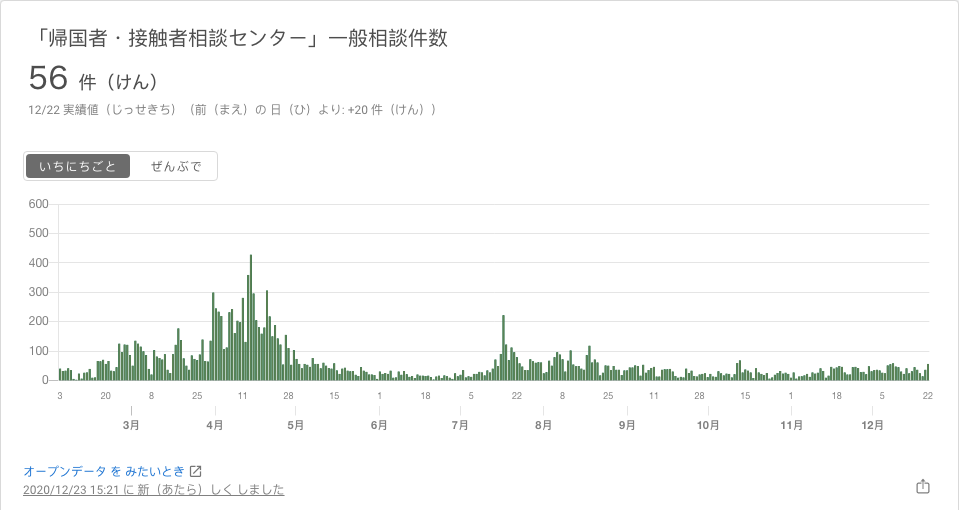 「帰国者・接触者相談センター」一般相談件数
56 件（けん）
12/22 実績値（じっせきち）（前（まえ）の 日（ひ）より: +20 件（けん））
いちにちごと ぜんぶで
600
500
400
300
200
100
0
3 20 8 25 11 28 15 1 18 5 22 8 25 11 28 15 1 18 5 22
3月 4月 5月 6月 7月 8月 9月 10月 11月 12月
オープンデータ を みたいとき
2020/12/23 15:21 に 新（あたら）しく しました